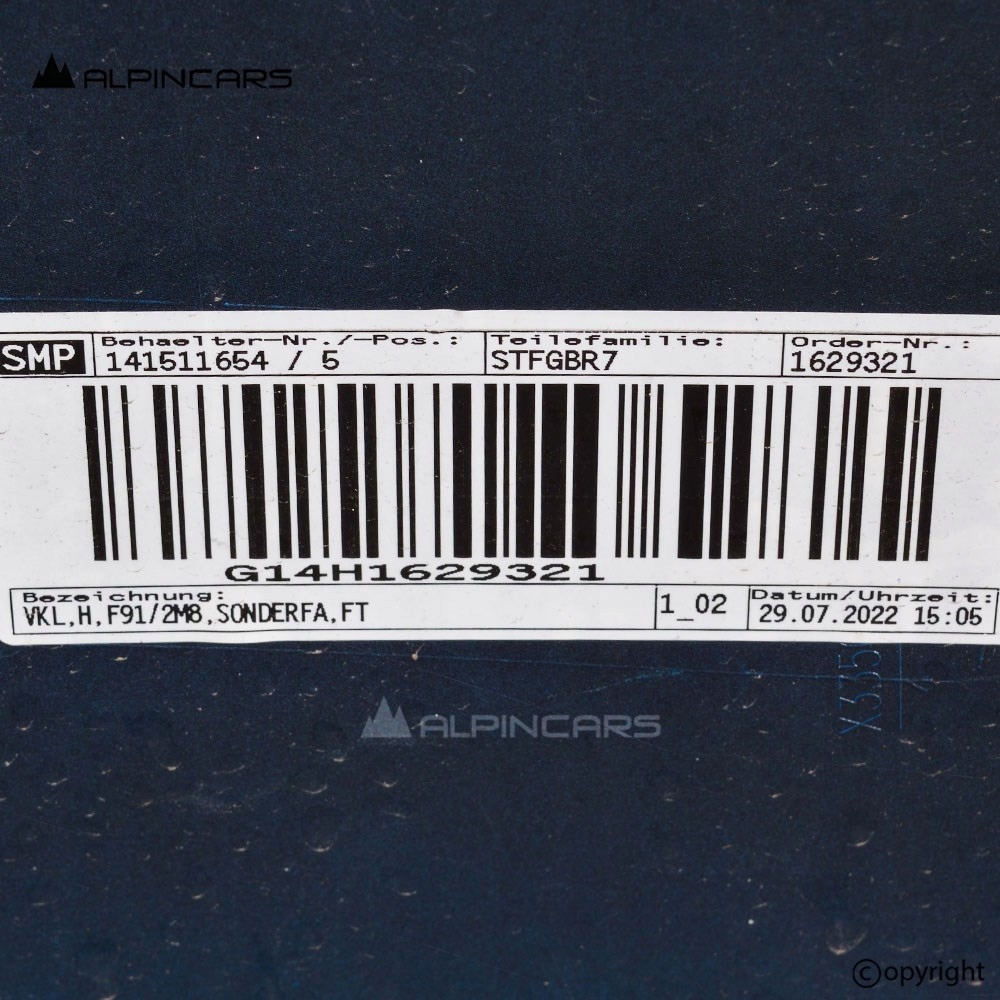 ALPINCARS
SMP
Behaelter-Nr./-Pos.: Teilefamilie: Order-Nr.:
141511654 / 5 STFGBR7 1629321
G14H1629321
Bezeichnung: Datum/Uhrzeit:
VKL,H,F91/2M8,SONDERFA,FT 1_02 29.07.2022 15:05
X335
ALPINCARS
©opyright